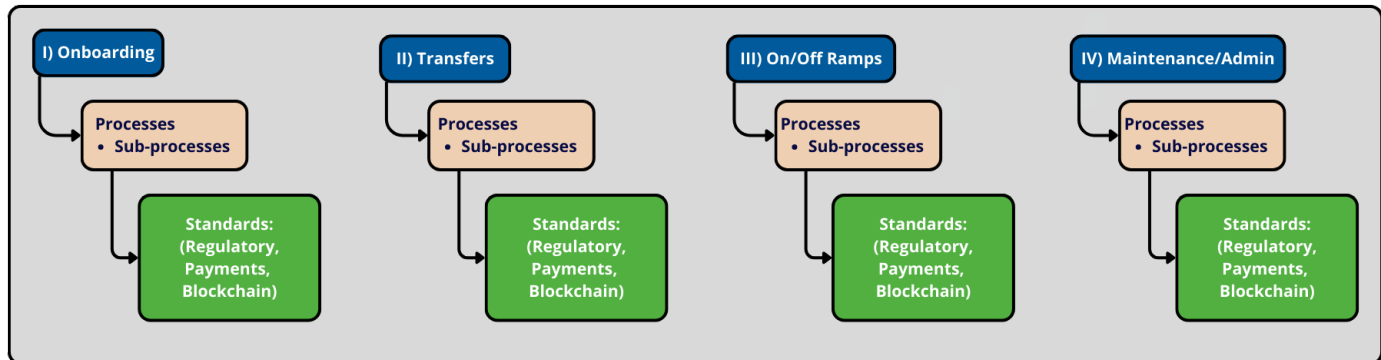 I) Onboarding
Processes
• Sub-processes
Standards:
(Regulatory,
Payments,
Blockchain)
II) Transfers
Processes
• Sub-processes
Standards:
(Regulatory,
Payments,
Blockchain)
III) On/Off Ramps
Processes
• Sub-processes
Standards:
(Regulatory,
Payments,
Blockchain)
IV) Maintenance/Admin
Processes
• Sub-processes
Standards:
(Regulatory,
Payments,
Blockchain)